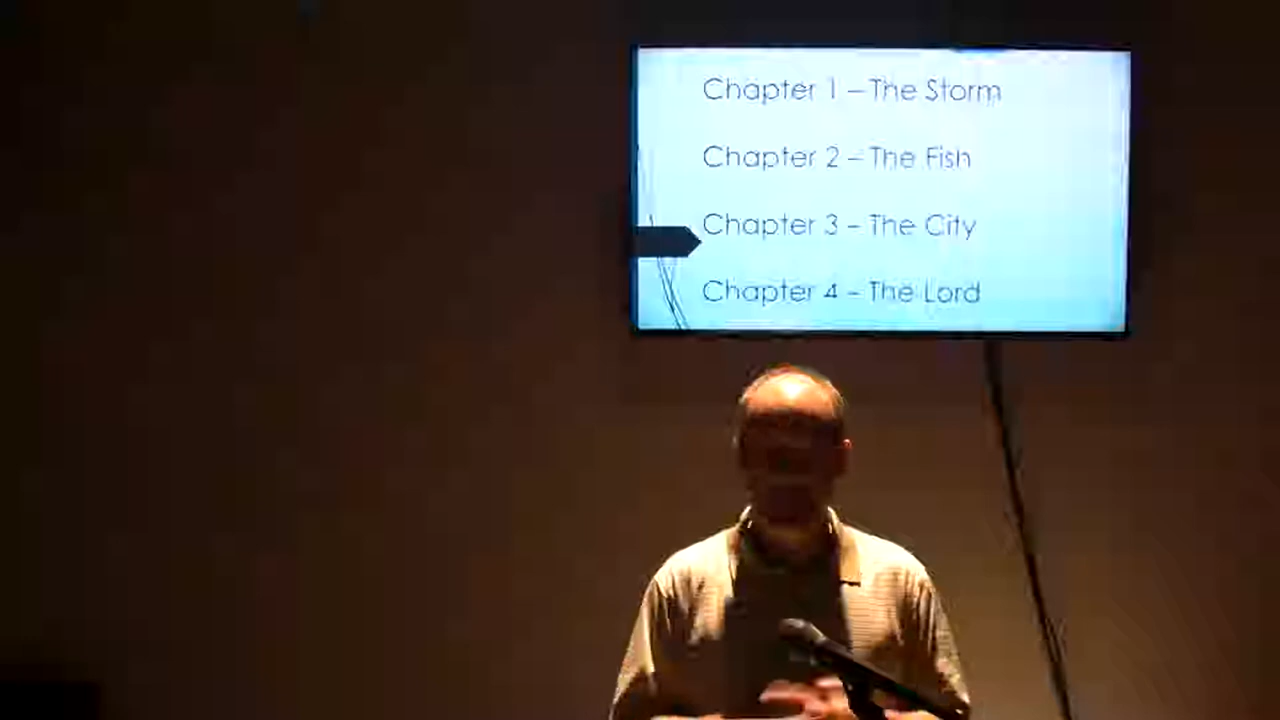 Chapter 1 – The Storm
Chapter 2 – The Fish
Chapter 3 – The City
Chapter 4 – The Lord